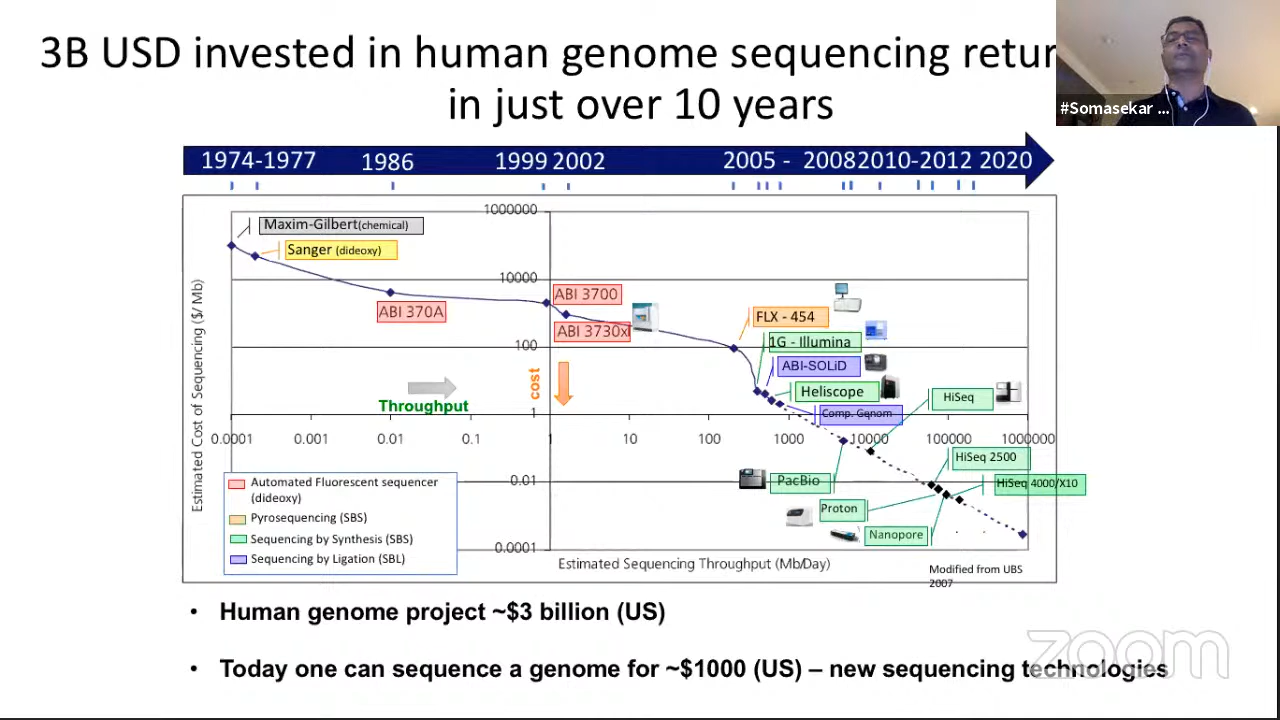 3B USD invested in human genome sequencing retur
in just over 10 years
#Somasekar ...
1974-1977 1986 1999 2002 2005 - 2008 2010-2012 2020
1000000
Maxim-Gilbert(chemical)
Sanger (dideoxy)
10000
ABI 3700
ABI 370A
FLX - 454
ABI 3730xl
100
1G - Illumina
ABI-SOLiD
cost
Heliscope
HiSeq
Throughput
1
Comp. Genom
0.0001 0.001 0.01 0.1 1 10 100 1000 10000 100000 1000000
HiSeq 2500
0.01
PacBio
HiSeq 4000/X10
Proton
Nanopore
0.0001
Estimated Cost of Sequencing ($/ Mb)
Automated Fluorescent sequencer
(dideoxy)
Pyrosequencing (SBS)
Sequencing by Synthesis (SBS)
Sequencing by Ligation (SBL)
Estimated Sequencing Throughput (Mb/Day)
Modified from UBS
2007
• Human genome project ~$3 billion (US)
• Today one can sequence a genome for ~$1000 (US) – new sequencing technologies
zoom